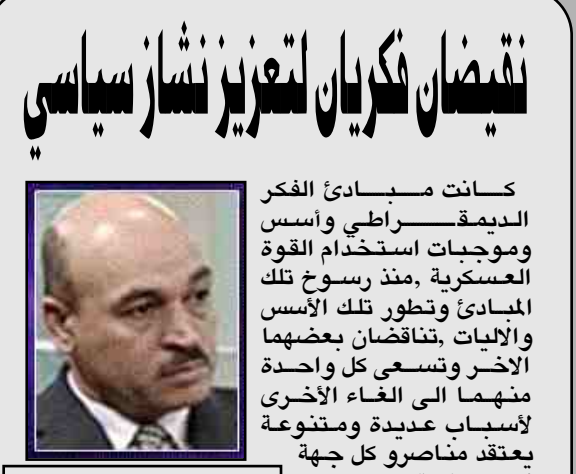 نقيضان فكريان لتعزيز نشاز سياسي
كانت مبادئ الفكر
الديمقراطي وأسس
وموجبات استخدام القوة
العسكرية ,منذ رسوخ تلك
المبادئ وتطور تلك الأسس
والاليات ,تناقضان بعضهما
الاخر وتسعى كل واحدة
منهما الى الغاء الأخرى
لأسباب عديدة ومتنوعة
يعتقد مناصرو كل جهة